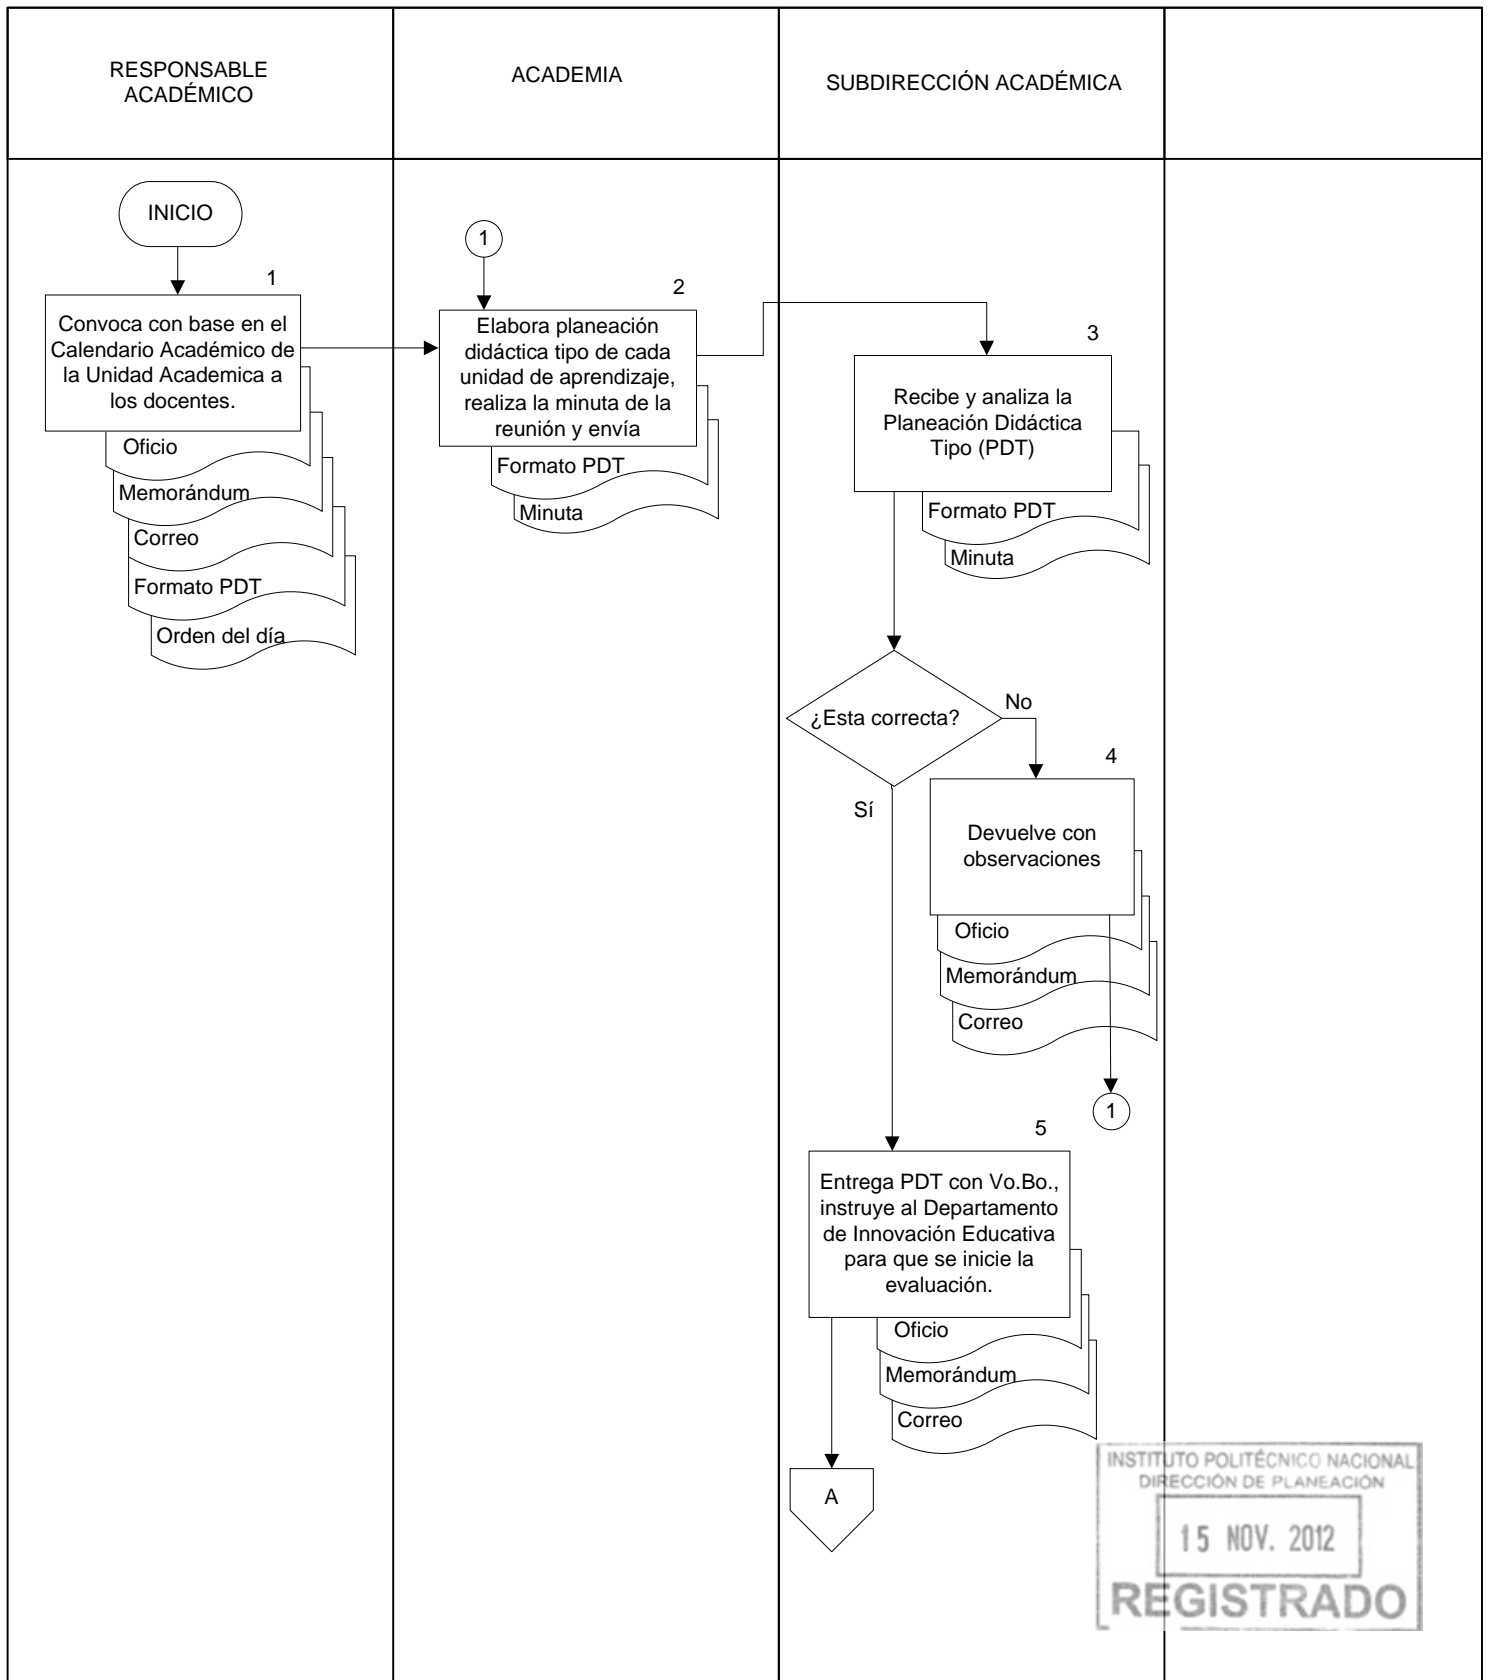 RESPONSABLE
ACADÉMICO
ACADEMIA
SUBDIRECCIÓN ACADÉMICA
INICIO
1
Convoca con base en el
Calendario Académico de
la Unidad Academica a
los docentes.
Oficio
Memorándum
Correo
Formato PDT
Orden del día
1
2
Elabora planeación
didáctica tipo de cada
unidad de aprendizaje,
realiza la minuta de la
reunión y envía
Formato PDT
Minuta
3
Recibe y analiza la
Planeación Didáctica
Tipo (PDT)
Formato PDT
Minuta
¿Esta correcta?
No
Sí
4
Devuelve con
observaciones
Oficio
Memorándum
Correo
1
5
Entrega PDT con Vo.Bo.,
instruye al Departamento
de Innovación Educativa
para que se inicie la
evaluación.
Oficio
Memorándum
Correo
A
INSTITUTO POLITÉCNICO NACIONAL
DIRECCIÓN DE PLANEACIÓN
15 NOV. 2012
REGISTRADO